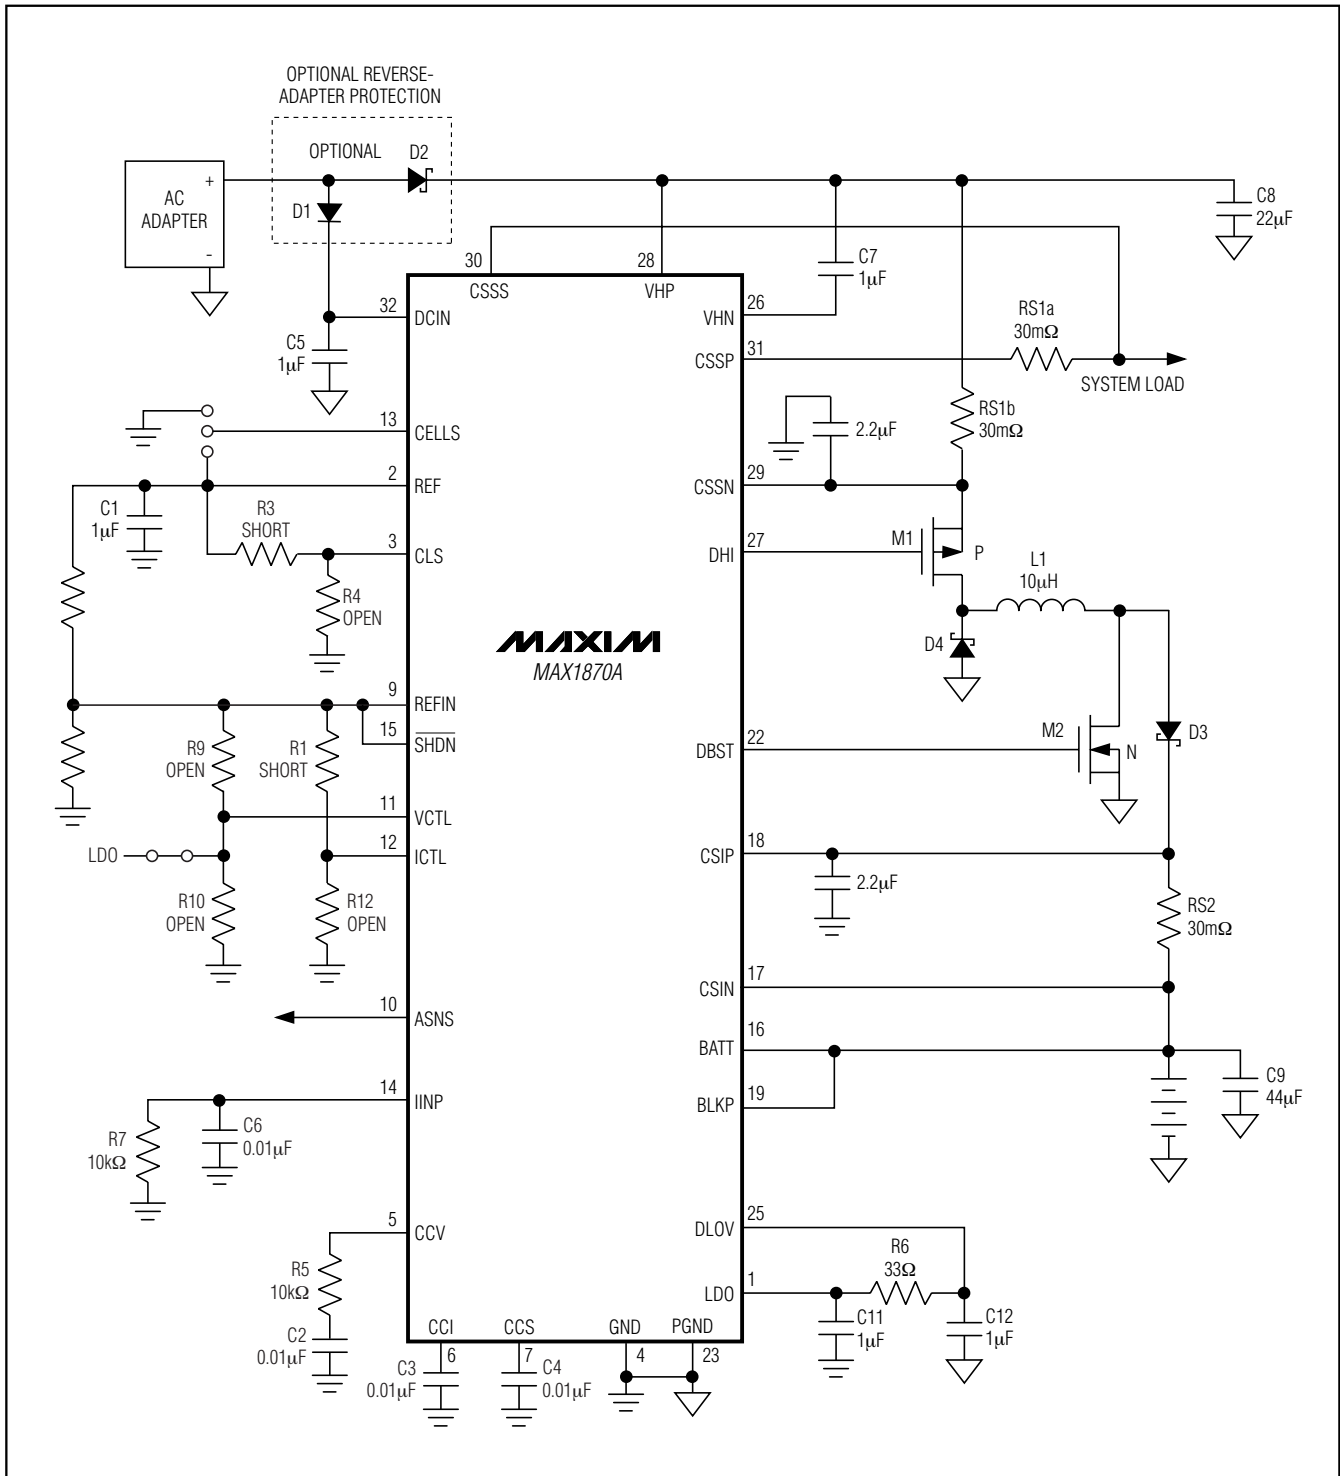 OPTIONAL REVERSE-
ADAPTER PROTECTION
OPTIONAL
D2
AC
ADAPTER
+
-
D1
C8
22µF
30
CSSS
28
VHP
C7
1µF
32
DCIN
26
VHN
C5
1µF
RS1a
30mΩ
31
CSSP
SYSTEM LOAD
13
CELLS
2.2µF
RS1b
30mΩ
2
REF
29
CSSN
C1
1µF
R3
SHORT
3
CLS
27
DHI
M1
P
L1
10µH
R4
OPEN
MAXIM
MAX1870A
D4
9
REFIN
15
SHDN
R9
OPEN
R1
SHORT
22
DBST
M2
N
D3
11
VCTL
LDO
12
ICTL
18
CSIP
2.2µF
R10
OPEN
R12
OPEN
RS2
30mΩ
17
CSIN
10
ASNS
16
BATT
19
BLKP
C9
44µF
14
IINP
R7
10kΩ
C6
0.01µF
5
CCV
25
DLOV
R5
10kΩ
R6
33Ω
1
LDO
C2
0.01µF
C11
1µF
C12
1µF
CCI
CCS
GND
PGND
6
7
4
23
C3
0.01µF
C4
0.01µF